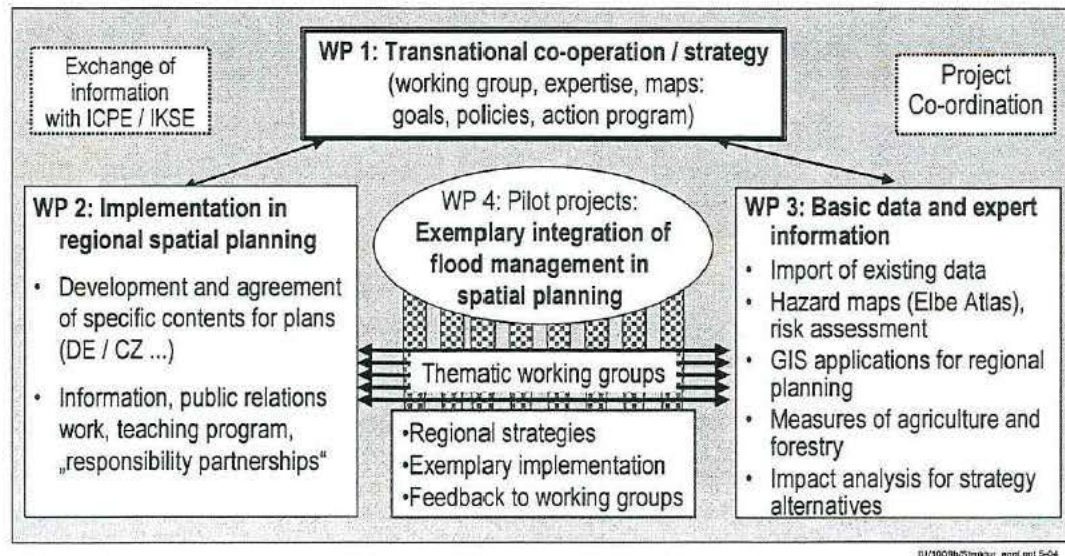 Exchange of
information
with ICPE / IKSE
WP 1: Transnational co-operation / strategy
(working group, expertise, maps:
goals, policies, action program)
Project
Co-ordination
WP 2: Implementation in
regional spatial planning
• Development and agreement
of specific contents for plans
(DE / CZ ...)
• Information, public relations
work, teaching program,
„responsibility partnerships“
WP 4: Pilot projects:
Exemplary integration of
flood management in
spatial planning
Thematic working groups
•Regional strategies
•Exemplary implementation
•Feedback to working groups
WP 3: Basic data and expert
information
• Import of existing data
• Hazard maps (Elbe Atlas),
risk assessment
• GIS applications for regional
planning
• Measures of agriculture and
forestry
• Impact analysis for strategy
alternatives